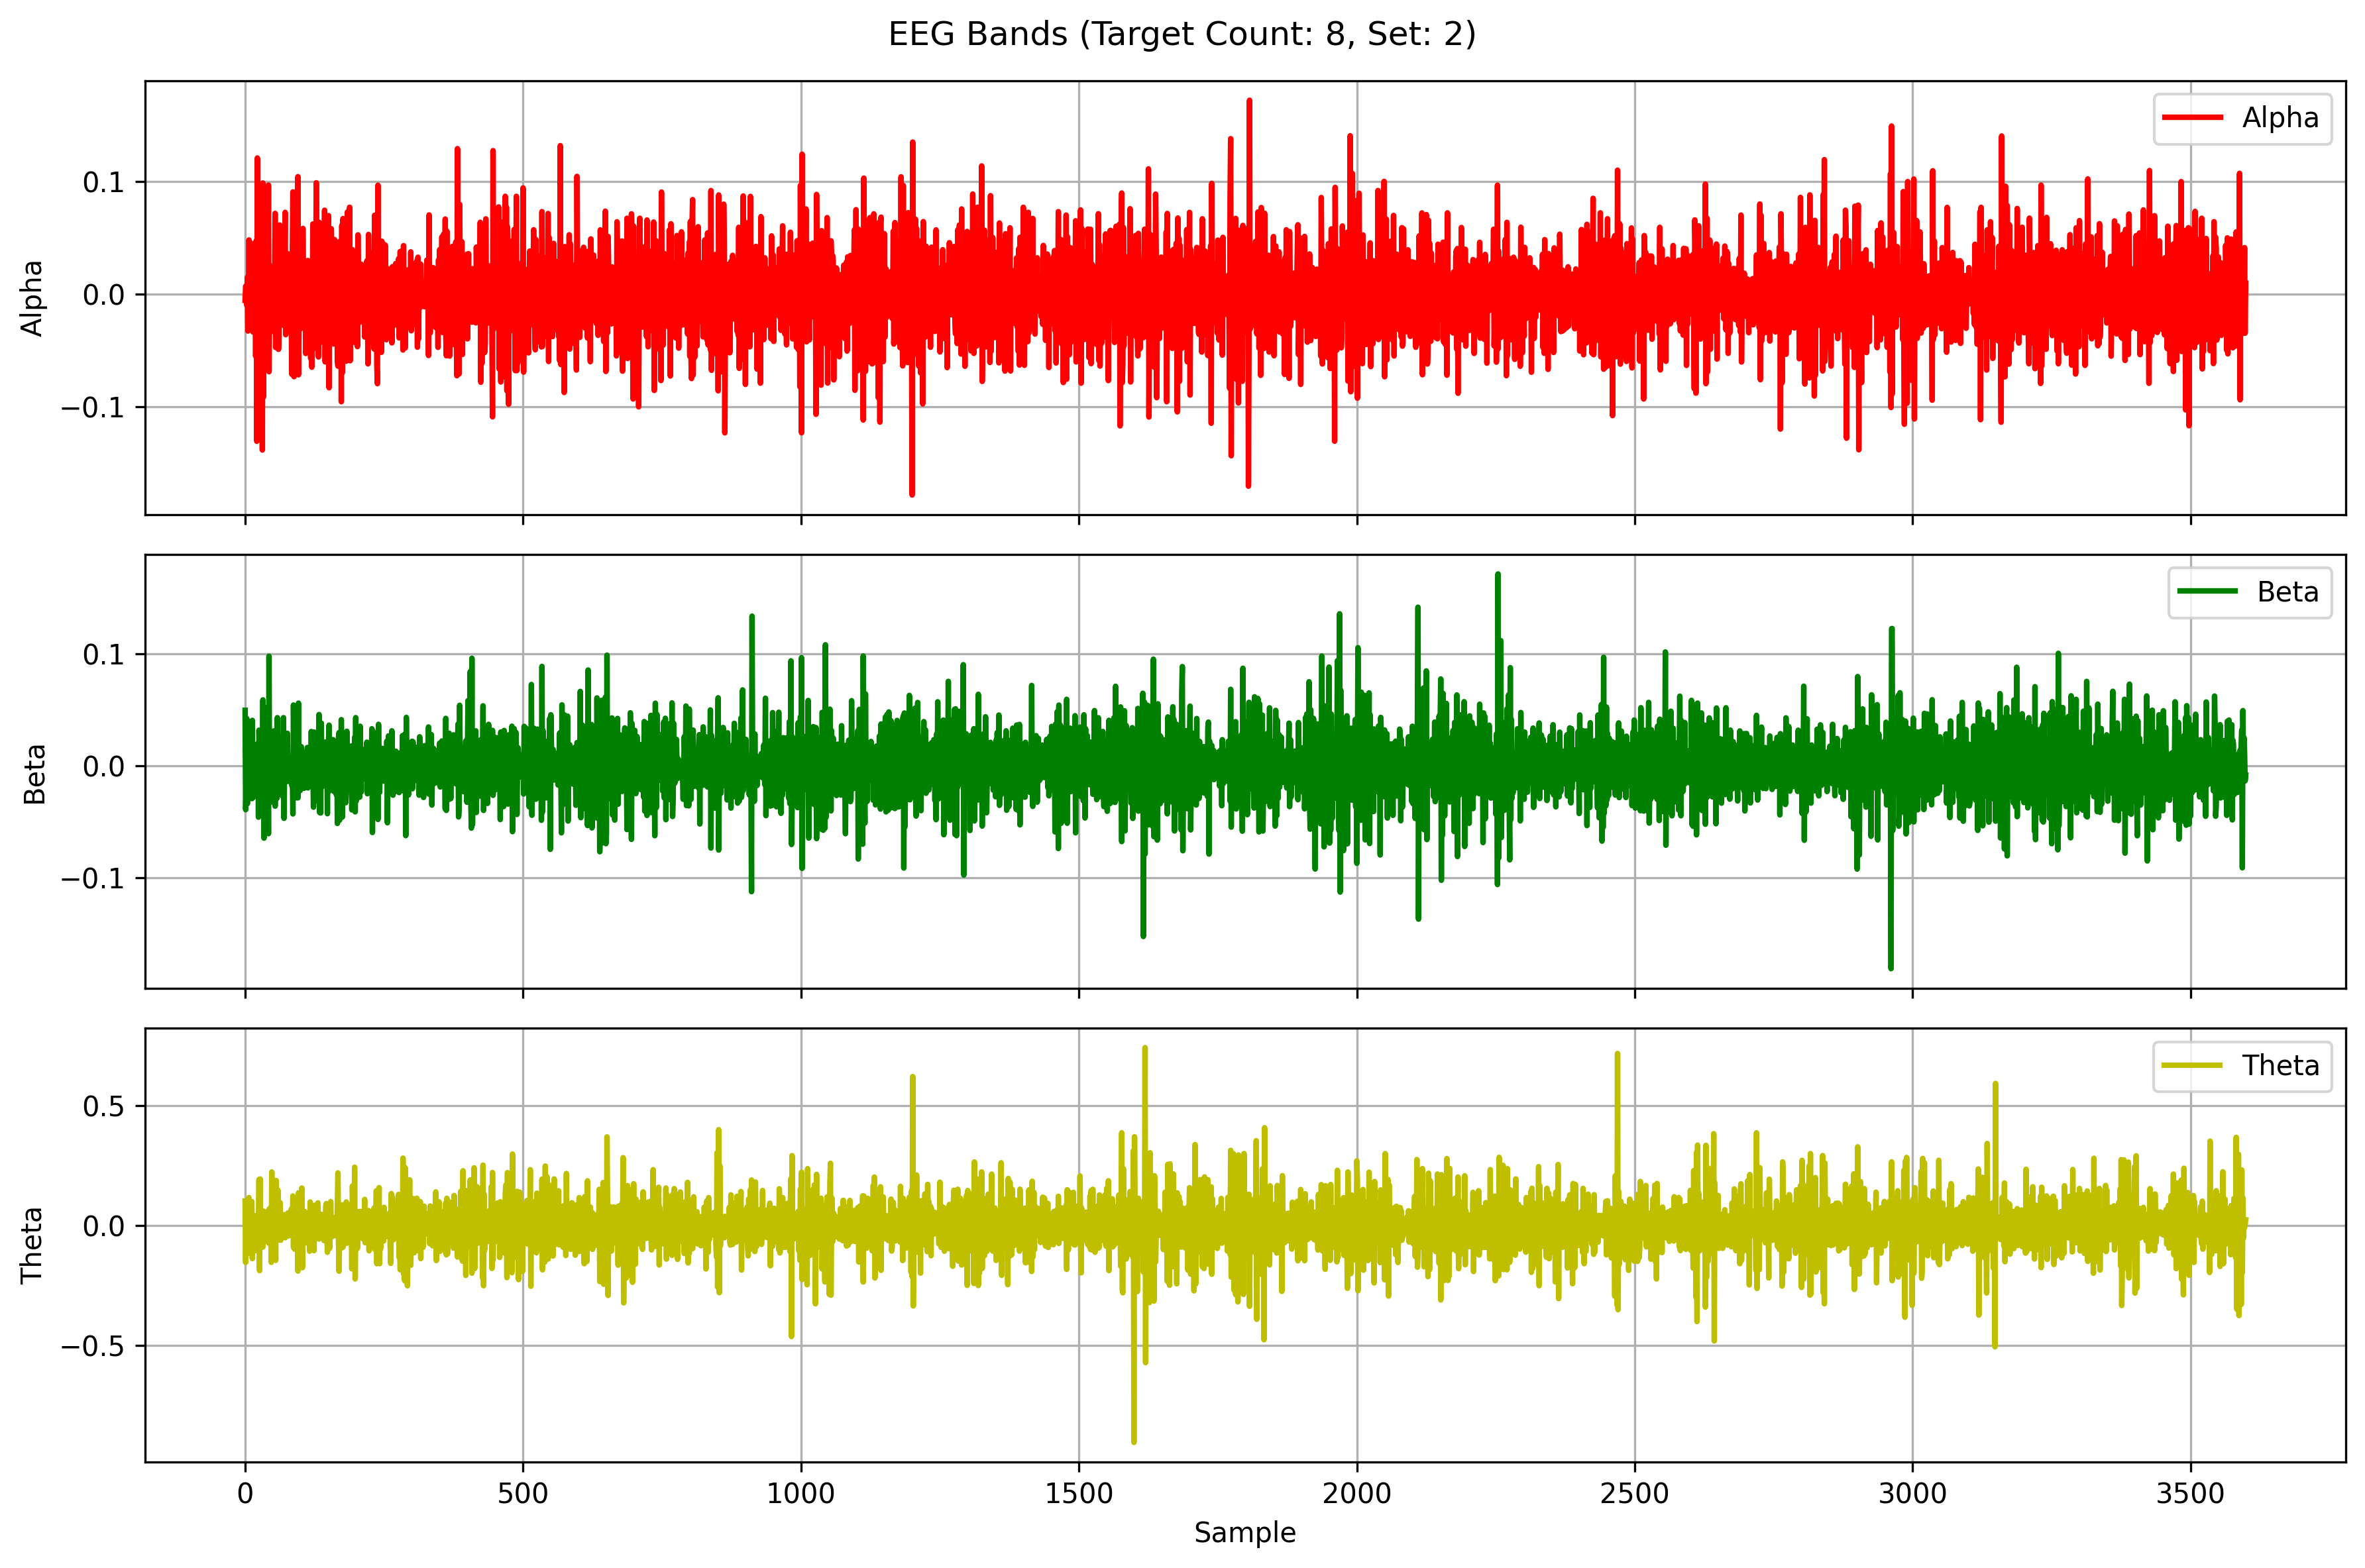 EEG Bands (Target Count: 8, Set: 2)
Alpha
0.1
0.0
−0.1
Alpha
Beta
0.1
0.0
−0.1
Beta
Theta
0.5
0.0
−0.5
Theta
0 500 1000 1500 2000 2500 3000 3500
Sample